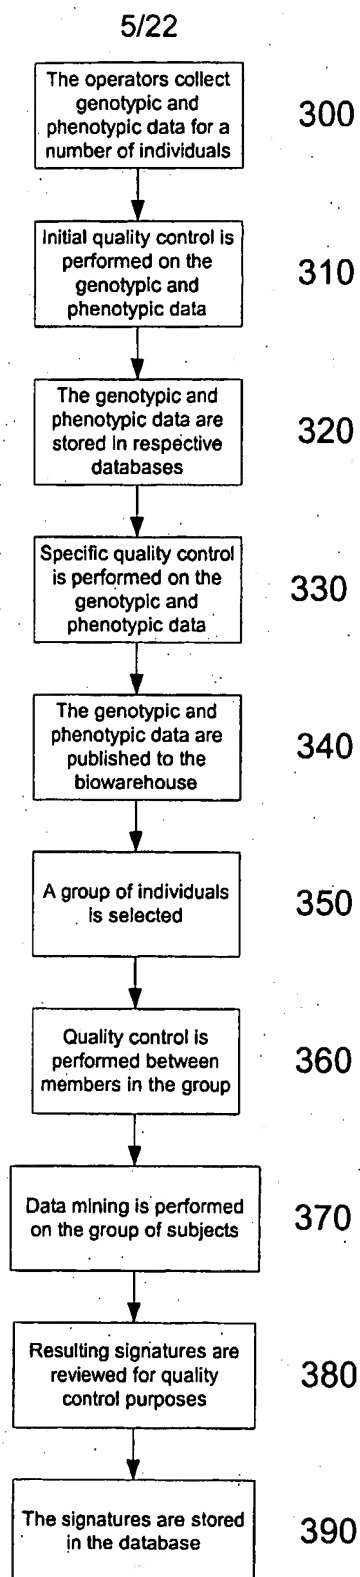 5/22
The operators collect
genotypic and
phenotypic data for a
number of individuals
300
Initial quality control is
performed on the
genotypic and
phenotypic data
310
The genotypic and
phenotypic data are
stored in respective
databases
320
Specific quality control
is performed on the
genotypic and
phenotypic data
330
The genotypic and
phenotypic data are
published to the
biowarehouse
340
A group of individuals
is selected
350
Quality control is
performed between
members in the group
360
Data mining is performed
on the group of subjects
370
Resulting signatures are
reviewed for quality
control purposes
380
The signatures are stored
in the database
390